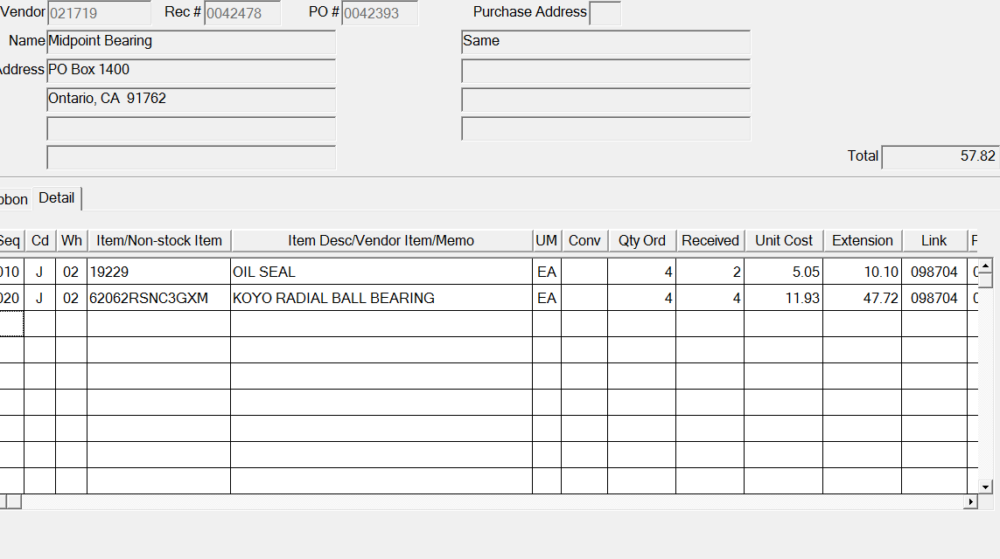 Vendor 021719 Rec # 0042478 PO # 0042393 Purchase Address
Name Midpoint Bearing Same
Address PO Box 1400
Ontario, CA 91762
Total 57.82
Detail
Seq Cd Wh Item/Non-stock Item Item Desc/Vendor Item/Memo UM Conv Qty Ord Received Unit Cost Extension Link
010 J 02 19229 OIL SEAL EA 4 2 5.05 10.10 098704
020 J 02 62062RSNC3GXM KOYO RADIAL BALL BEARING EA 4 4 11.93 47.72 098704